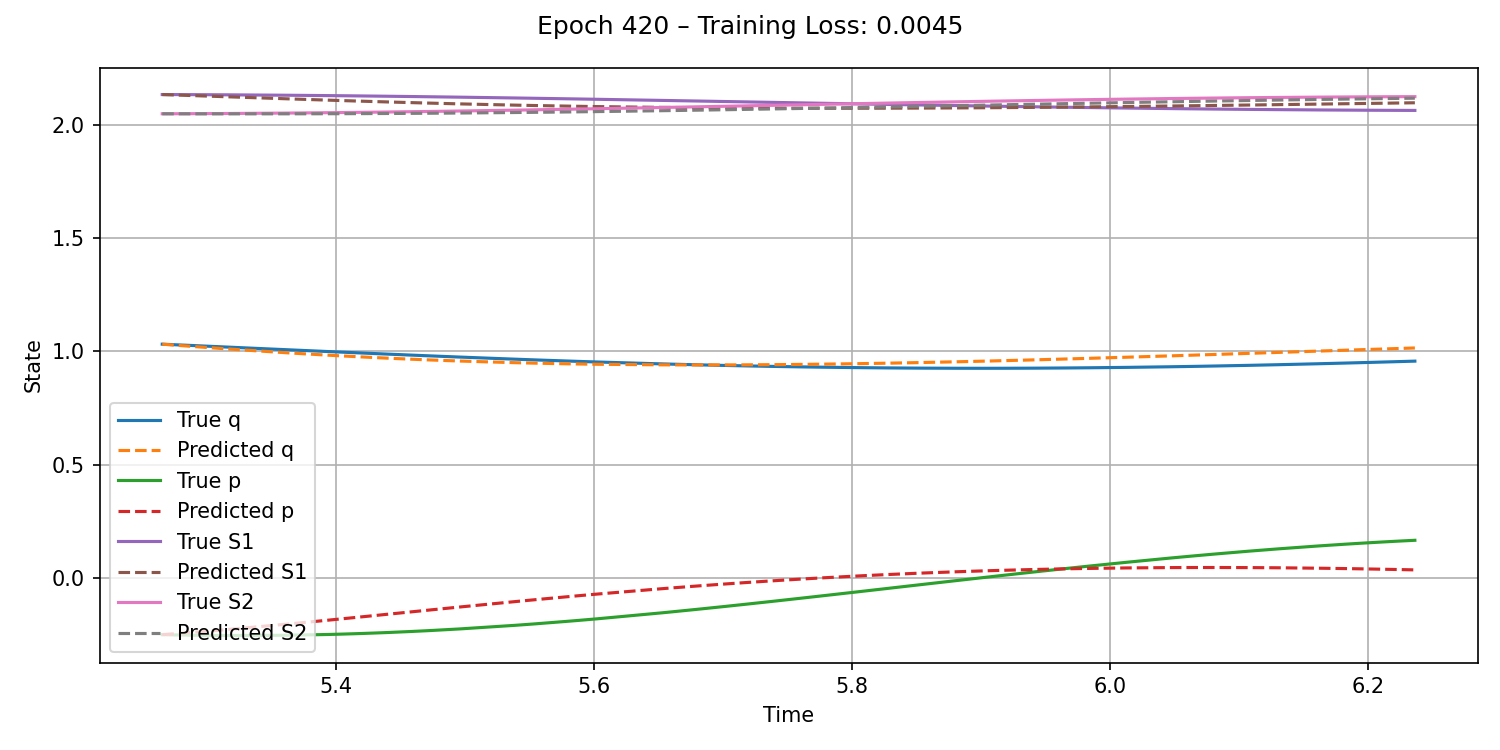 Epoch 420 – Training Loss: 0.0045
State
2.0
1.5
1.0
0.5
0.0
True q
Predicted q
True p
Predicted p
True S1
Predicted S1
True S2
Predicted S2
5.4
5.6
5.8
6.0
6.2
Time